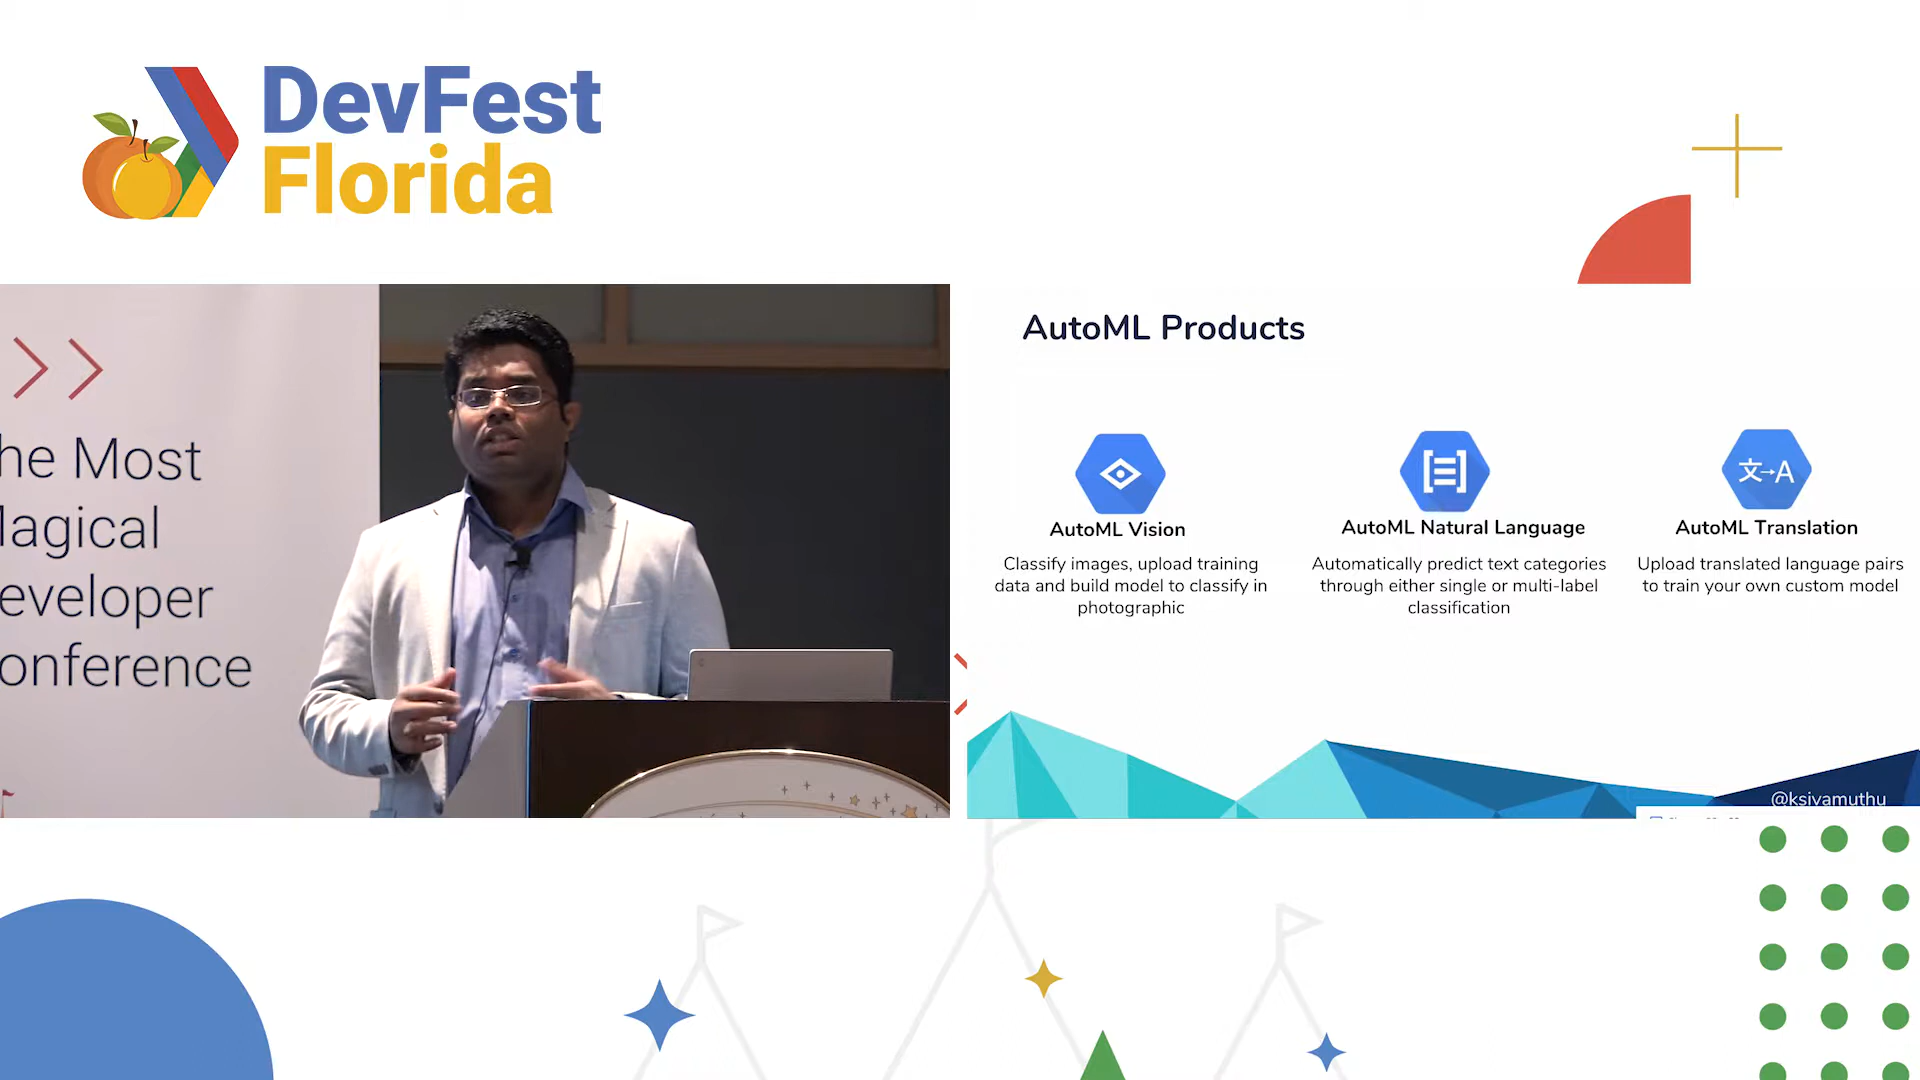 DevFest
Florida
he Most
agical
eveloper
onference
AutoML Products
文→A
AutoML Vision
AutoML Natural Language
AutoML Translation
Classify images, upload training
data and build model to classify in
photographic
Automatically predict text categories
through either single or multi-label
classification
Upload translated language pairs
to train your own custom model
@ksivamuthu